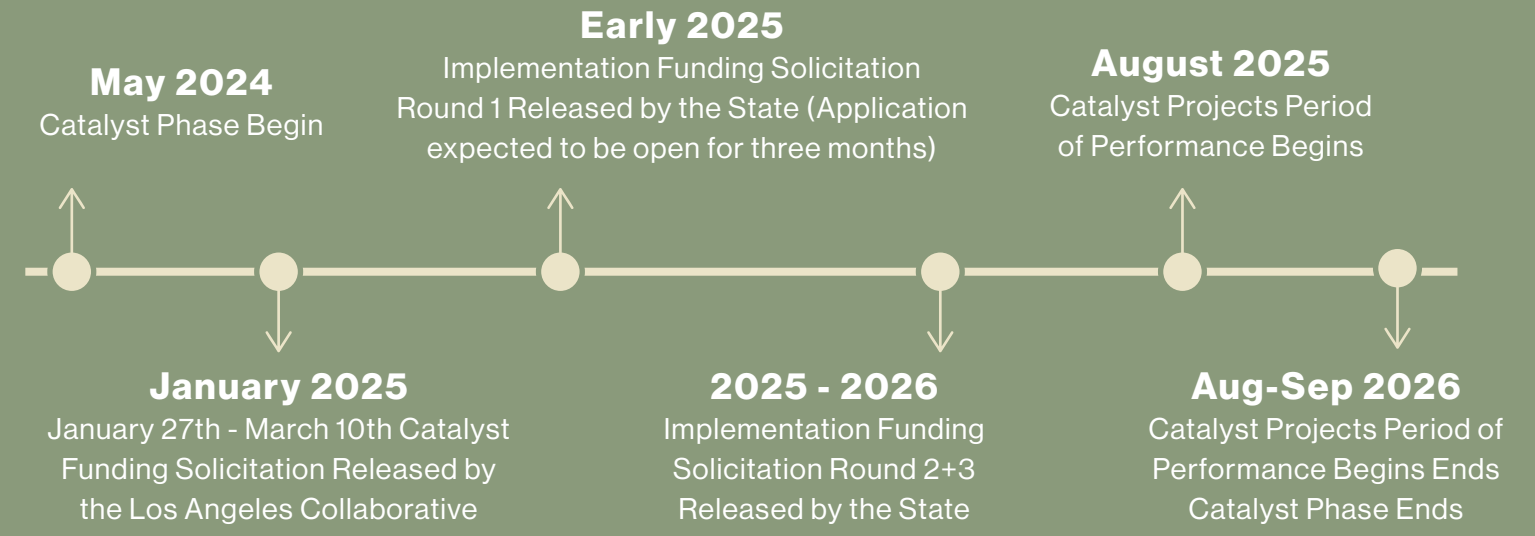 May 2024
Catalyst Phase Begin
January 2025
January 27th - March 10th Catalyst
Funding Solicitation Released by
the Los Angeles Collaborative
Early 2025
Implementation Funding Solicitation
Round 1 Released by the State (Application
expected to be open for three months)
2025 - 2026
Implementation Funding
Solicitation Round 2+3
Released by the State
August 2025
Catalyst Projects Period
of Performance Begins
Aug-Sep 2026
Catalyst Projects Period of
Performance Begins Ends
Catalyst Phase Ends